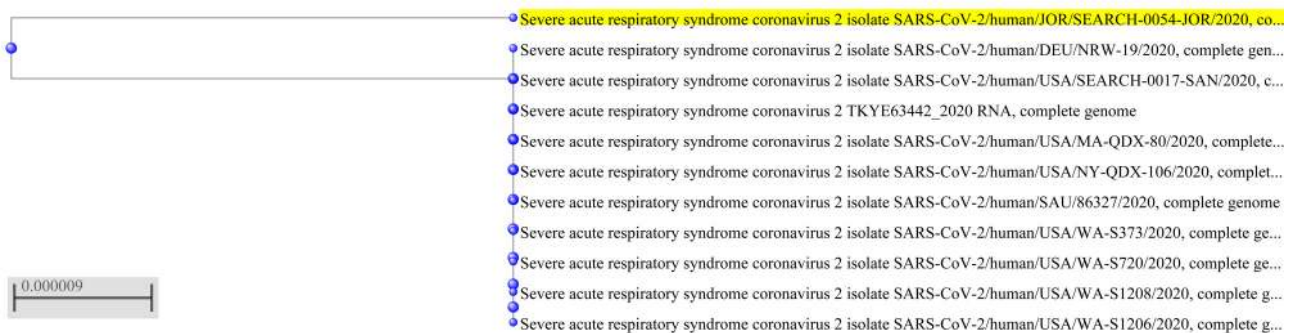 Severe acute respiratory syndrome coronavirus 2 isolate SARS-CoV-2/human/JOR/SEARCH-0054-JOR/2020, co...
Severe acute respiratory syndrome coronavirus 2 isolate SARS-CoV-2/human/DEU/NRW-19/2020, complete gen...
Severe acute respiratory syndrome coronavirus 2 isolate SARS-CoV-2/human/USA/SEARCH-0017-SAN/2020, c...
Severe acute respiratory syndrome coronavirus 2 TKYE63442_2020 RNA, complete genome
Severe acute respiratory syndrome coronavirus 2 isolate SARS-CoV-2/human/USA/MA-QDX-80/2020, complete...
Severe acute respiratory syndrome coronavirus 2 isolate SARS-CoV-2/human/USA/NY-QDX-106/2020, complet...
Severe acute respiratory syndrome coronavirus 2 isolate SARS-CoV-2/human/SAU/86327/2020, complete genome
Severe acute respiratory syndrome coronavirus 2 isolate SARS-CoV-2/human/USA/WA-S373/2020, complete ge...
Severe acute respiratory syndrome coronavirus 2 isolate SARS-CoV-2/human/USA/WA-S720/2020, complete ge...
0.000009
Severe acute respiratory syndrome coronavirus 2 isolate SARS-CoV-2/human/USA/WA-S1208/2020, complete g...
Severe acute respiratory syndrome coronavirus 2 isolate SARS-CoV-2/human/USA/WA-S1206/2020, complete g...